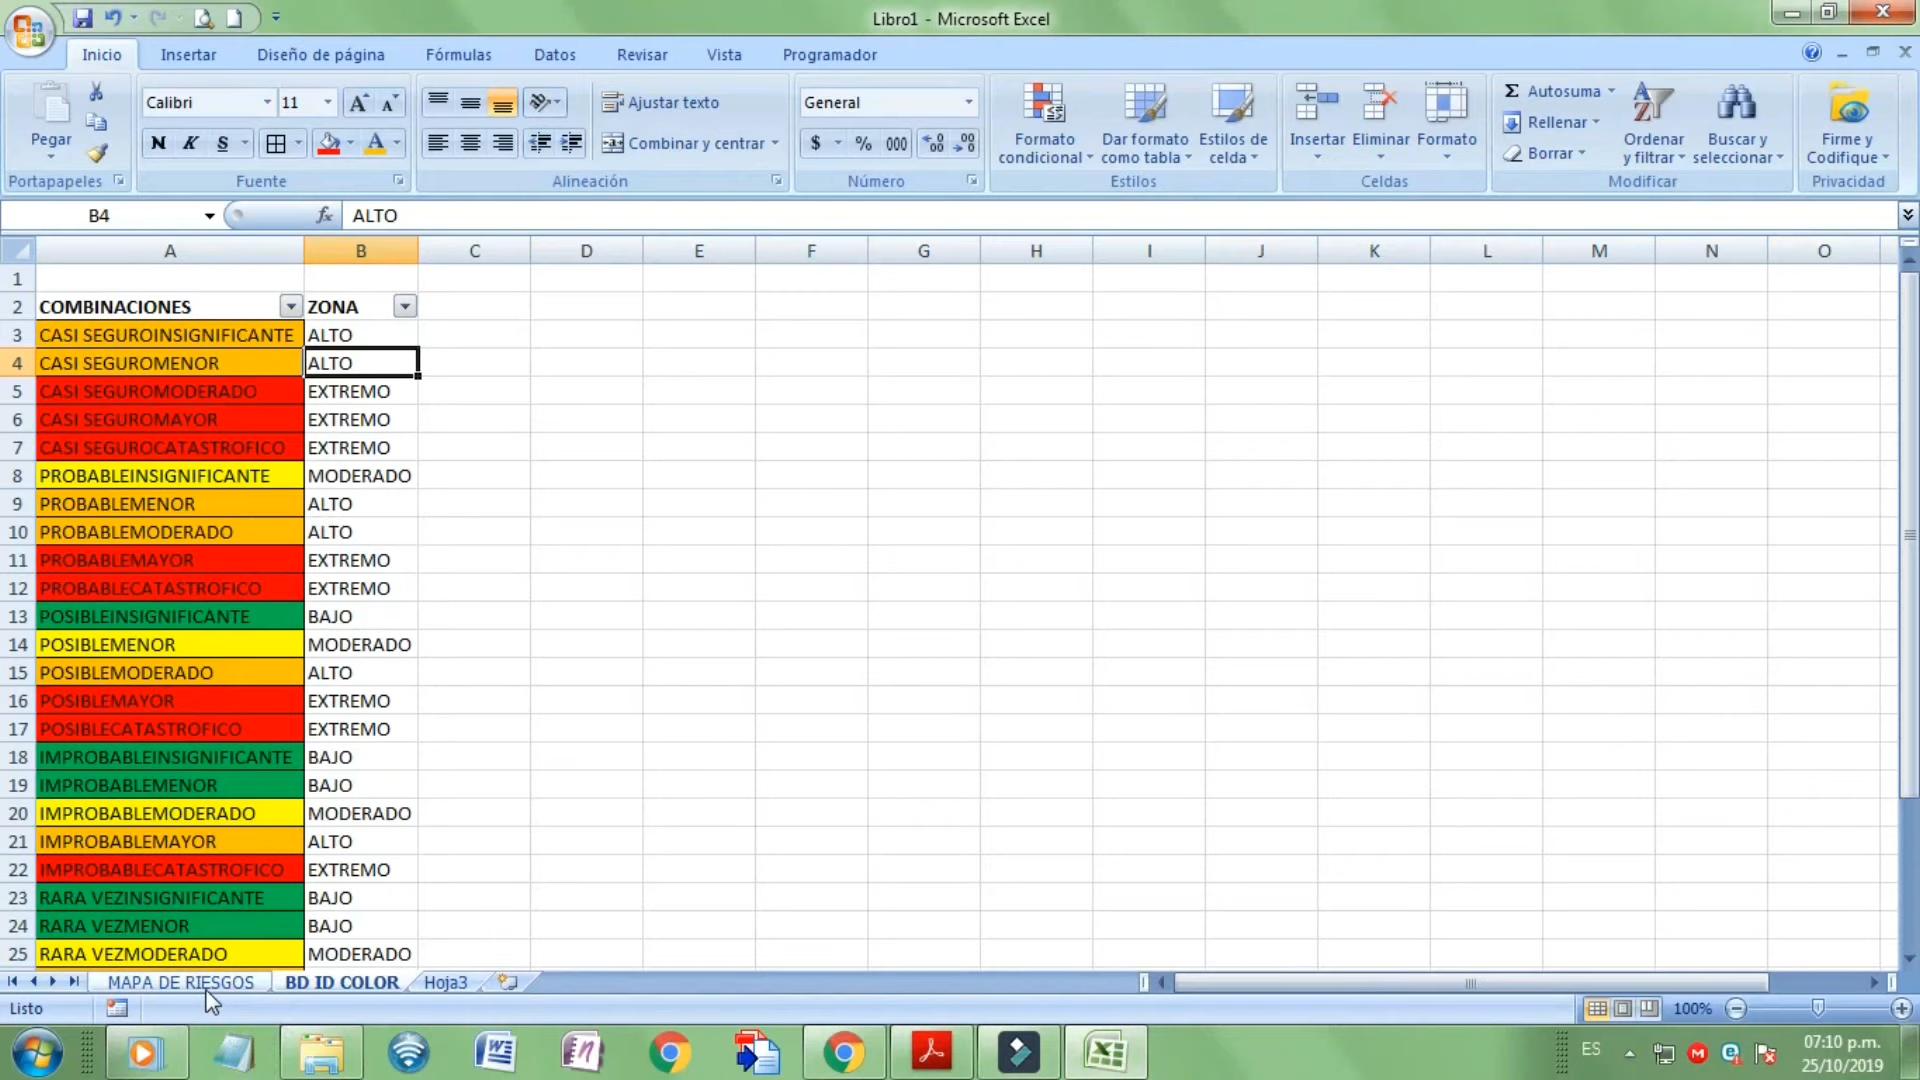 Libro1 - Microsoft Excel
Inicio Insertar Diseño de página Fórmulas Datos Revisar Vista Programador
Pegar
Portapapeles
Calibri 11
N K S
Fuente
Ajustar texto
Combinar y centrar
Alineación
General
$ % 000
Número
Formato condicional
Dar formato como tabla
Estilos de celda
Estilos
Insertar Eliminar Formato
Celdas
Σ Autosuma
Rellenar
Borrar
Ordenar y filtrar
Buscar y seleccionar
Modificar
Firme y Codifique
Privacidad
B4 fx ALTO
A B C D E F G H I J K L M N O
1
2 COMBINACIONES ZONA
3 CASI SEGUROINSIGNIFICANTE ALTO
4 CASI SEGUROMENOR ALTO
5 CASI SEGUROMODERADO EXTREMO
6 CASI SEGUROMAYOR EXTREMO
7 CASI SEGUROCATASTROFICO EXTREMO
8 PROBABLEINSIGNIFICANTE MODERADO
9 PROBABLEMENOR ALTO
10 PROBABLEMODERADO ALTO
11 PROBABLEMAYOR EXTREMO
12 PROBABLECATASTROFICO EXTREMO
13 POSIBLEINSIGNIFICANTE BAJO
14 POSIBLEMENOR MODERADO
15 POSIBLEMODERADO ALTO
16 POSIBLEMAYOR EXTREMO
17 POSIBLECATASTROFICO EXTREMO
18 IMPROBABLEINSIGNIFICANTE BAJO
19 IMPROBABLEMENOR BAJO
20 IMPROBABLEMODERADO MODERADO
21 IMPROBABLEMAYOR ALTO
22 IMPROBABLECATASTROFICO EXTREMO
23 RARA VEZINSIGNIFICANTE BAJO
24 RARA VEZMENOR BAJO
25 RARA VEZMODERADO MODERADO
MAPA DE RIESGOS BD ID COLOR Hoja3
Listo 100%
ES 07:10 p.m.
25/10/2019